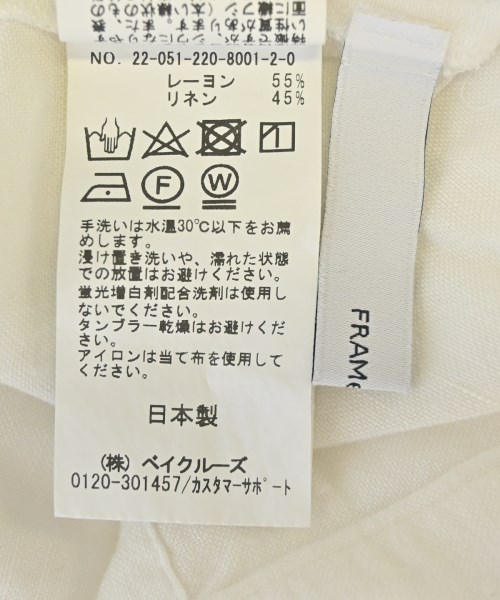 NO. 22-051-220-8001-2-0
レーヨン 55%
リネン 45%
F
W
手洗いは水温30℃以下をお薦
めします。
浸け置き洗いや、濡れた状態
での放置はお避けください。
蛍光増白剤配合洗剤は使用し
ないでください。
タンブラー乾燥はお避けくだ
さい。
アイロンは当て布を使用して
ください。
日本製
(株) ベイクルーズ
0120-301457/カスタマーサポート
FRAMe